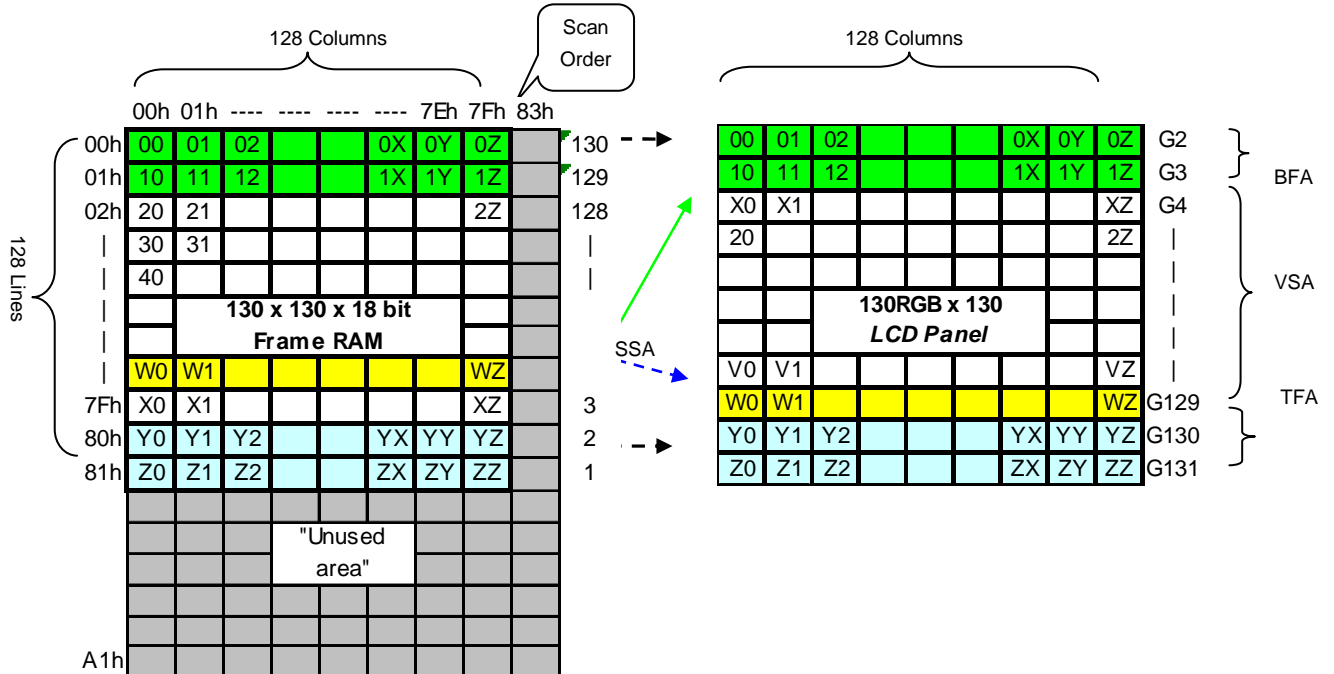 Scan
Order
128 Columns
128 Columns
00h 01h ---- ---- ---- ---- 7Eh 7Fh 83h
00h 00 01 02 0X 0Y 0Z 130 00 01 02 0X 0Y 0Z G2
01h 10 11 12 1X 1Y 1Z 129 10 11 12 1X 1Y 1Z G3 BFA
02h 20 21 2Z 128 X0 X1 XZ G4
30 31 20 2Z
40
128 Lines
130 x 130 x 18 bit
Frame RAM
SSA
130RGB x 130
LCD Panel
VSA
W0 W1 WZ V0 V1 VZ
7Fh X0 X1 XZ 3 W0 W1 WZ G129 TFA
80h Y0 Y1 Y2 YX YY YZ 2 Y0 Y1 Y2 YX YY YZ G130
81h Z0 Z1 Z2 ZX ZY ZZ 1 Z0 Z1 Z2 ZX ZY ZZ G131
"Unused
area"
A1h